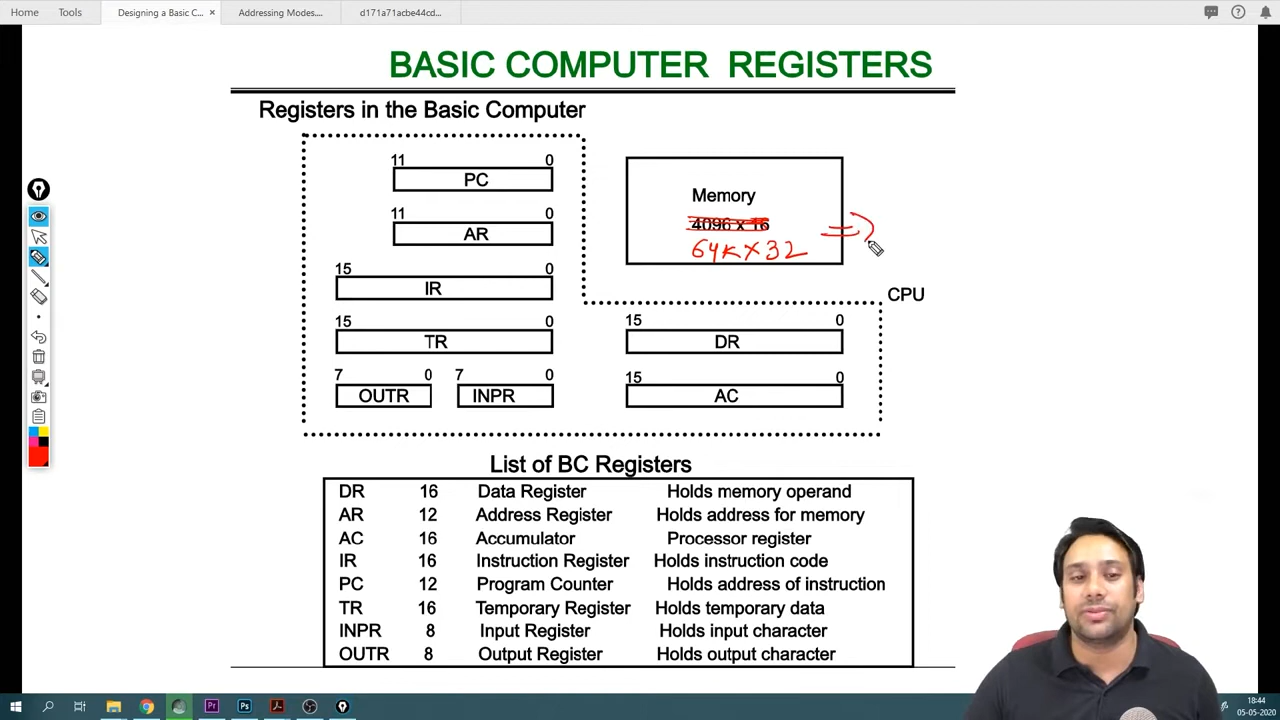 Home Tools Designing a Basic C... × Addressing Modes.... d171a71acbe44cd...
BASIC COMPUTER REGISTERS
Registers in the Basic Computer
11 0
PC
11 0
AR
15 0
IR
15 0
TR
7 0 7 0
OUTR INPR
Memory
4096 x 16
64K X 32
CPU
15 0
DR
15 0
AC
List of BC Registers
DR 16 Data Register Holds memory operand
AR 12 Address Register Holds address for memory
AC 16 Accumulator Processor register
IR 16 Instruction Register Holds instruction code
PC 12 Program Counter Holds address of instruction
TR 16 Temporary Register Holds temporary data
INPR 8 Input Register Holds input character
OUTR 8 Output Register Holds output character
18:44
05-05-2020